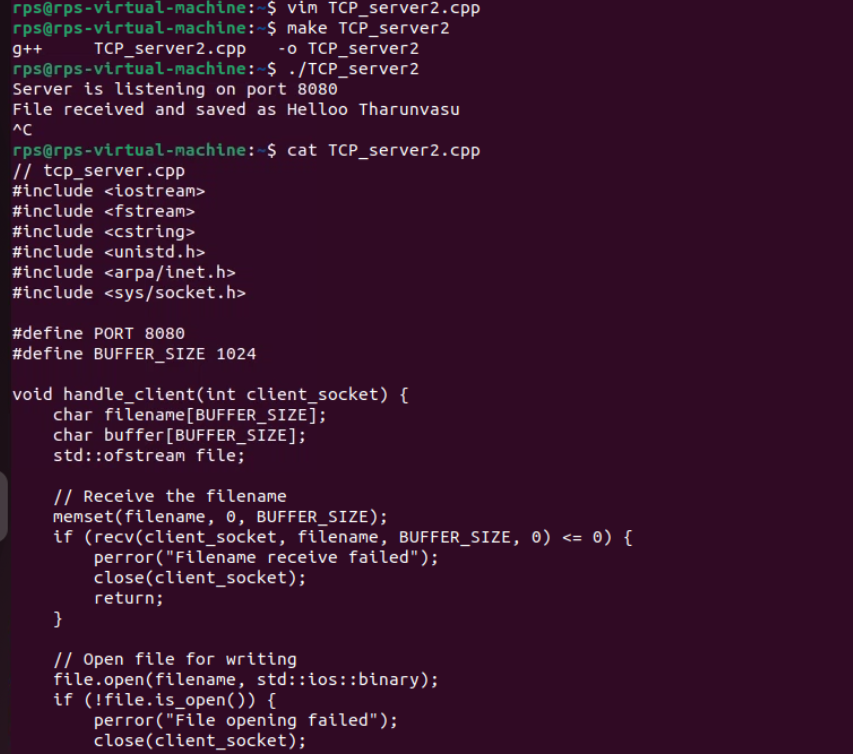 rps@rps-virtual-machine:~$ vim TCP_server2.cpp
rps@rps-virtual-machine:~$ make TCP_server2
g++     TCP_server2.cpp   -o TCP_server2
rps@rps-virtual-machine:~$ ./TCP_server2
Server is listening on port 8080
File received and saved as Helloo Tharunvasu
^C
rps@rps-virtual-machine:~$ cat TCP_server2.cpp
// tcp_server.cpp
#include <iostream>
#include <fstream>
#include <cstring>
#include <unistd.h>
#include <arpa/inet.h>
#include <sys/socket.h>

#define PORT 8080
#define BUFFER_SIZE 1024

void handle_client(int client_socket) {
    char filename[BUFFER_SIZE];
    char buffer[BUFFER_SIZE];
    std::ofstream file;

    // Receive the filename
    memset(filename, 0, BUFFER_SIZE);
    if (recv(client_socket, filename, BUFFER_SIZE, 0) <= 0) {
        perror("Filename receive failed");
        close(client_socket);
        return;
    }

    // Open file for writing
    file.open(filename, std::ios::binary);
    if (!file.is_open()) {
        perror("File opening failed");
        close(client_socket);